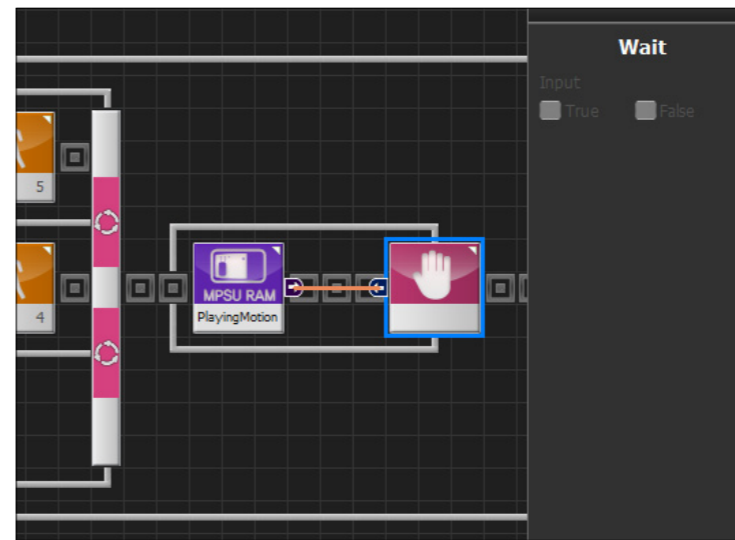 Wait
Input
True False
5
MPSU RAM
PlayingMotion
4